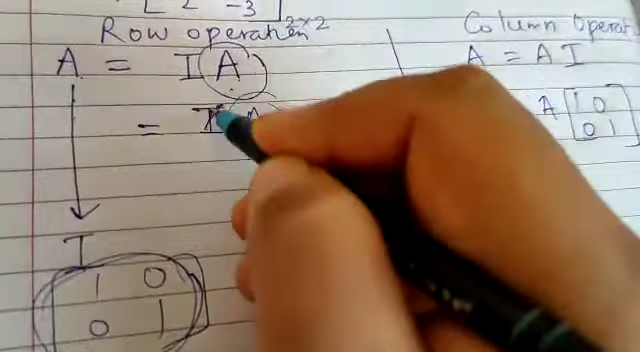 2 -3
2×2
Row operation
A = I A
= I A
I
1 0
0 1
Column Operat
A = A I
A [1 0
0 1]